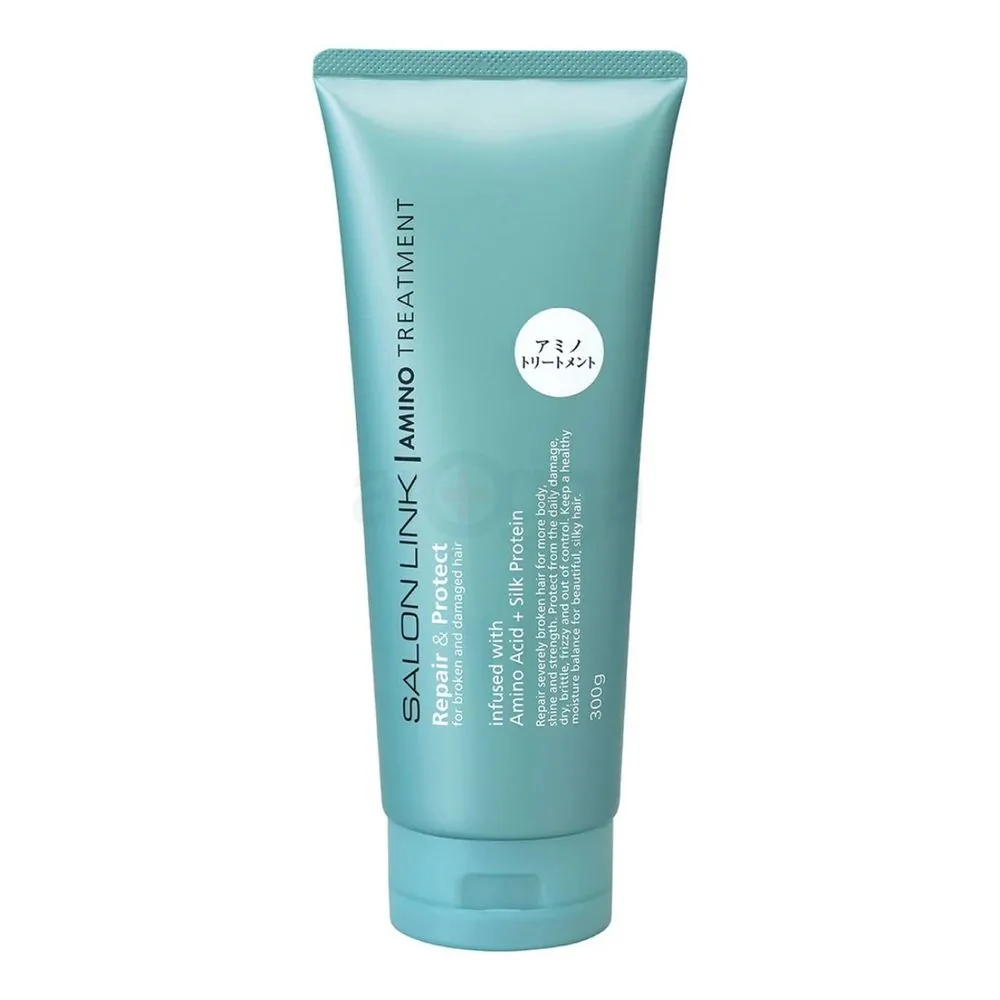 SALON LINK | AMINO TREATMENT
Repair & Protect
for broken and damaged hair
infused with
Amino Acid + Silk Protein
Repair severely broken hair for more body,
shine and strength. Protect from the daily damage,
dry, brittle, frizzy and out of control. Keep a healthy
moisture balance for beautiful, silky hair.
300g
アミノ
トリートメント